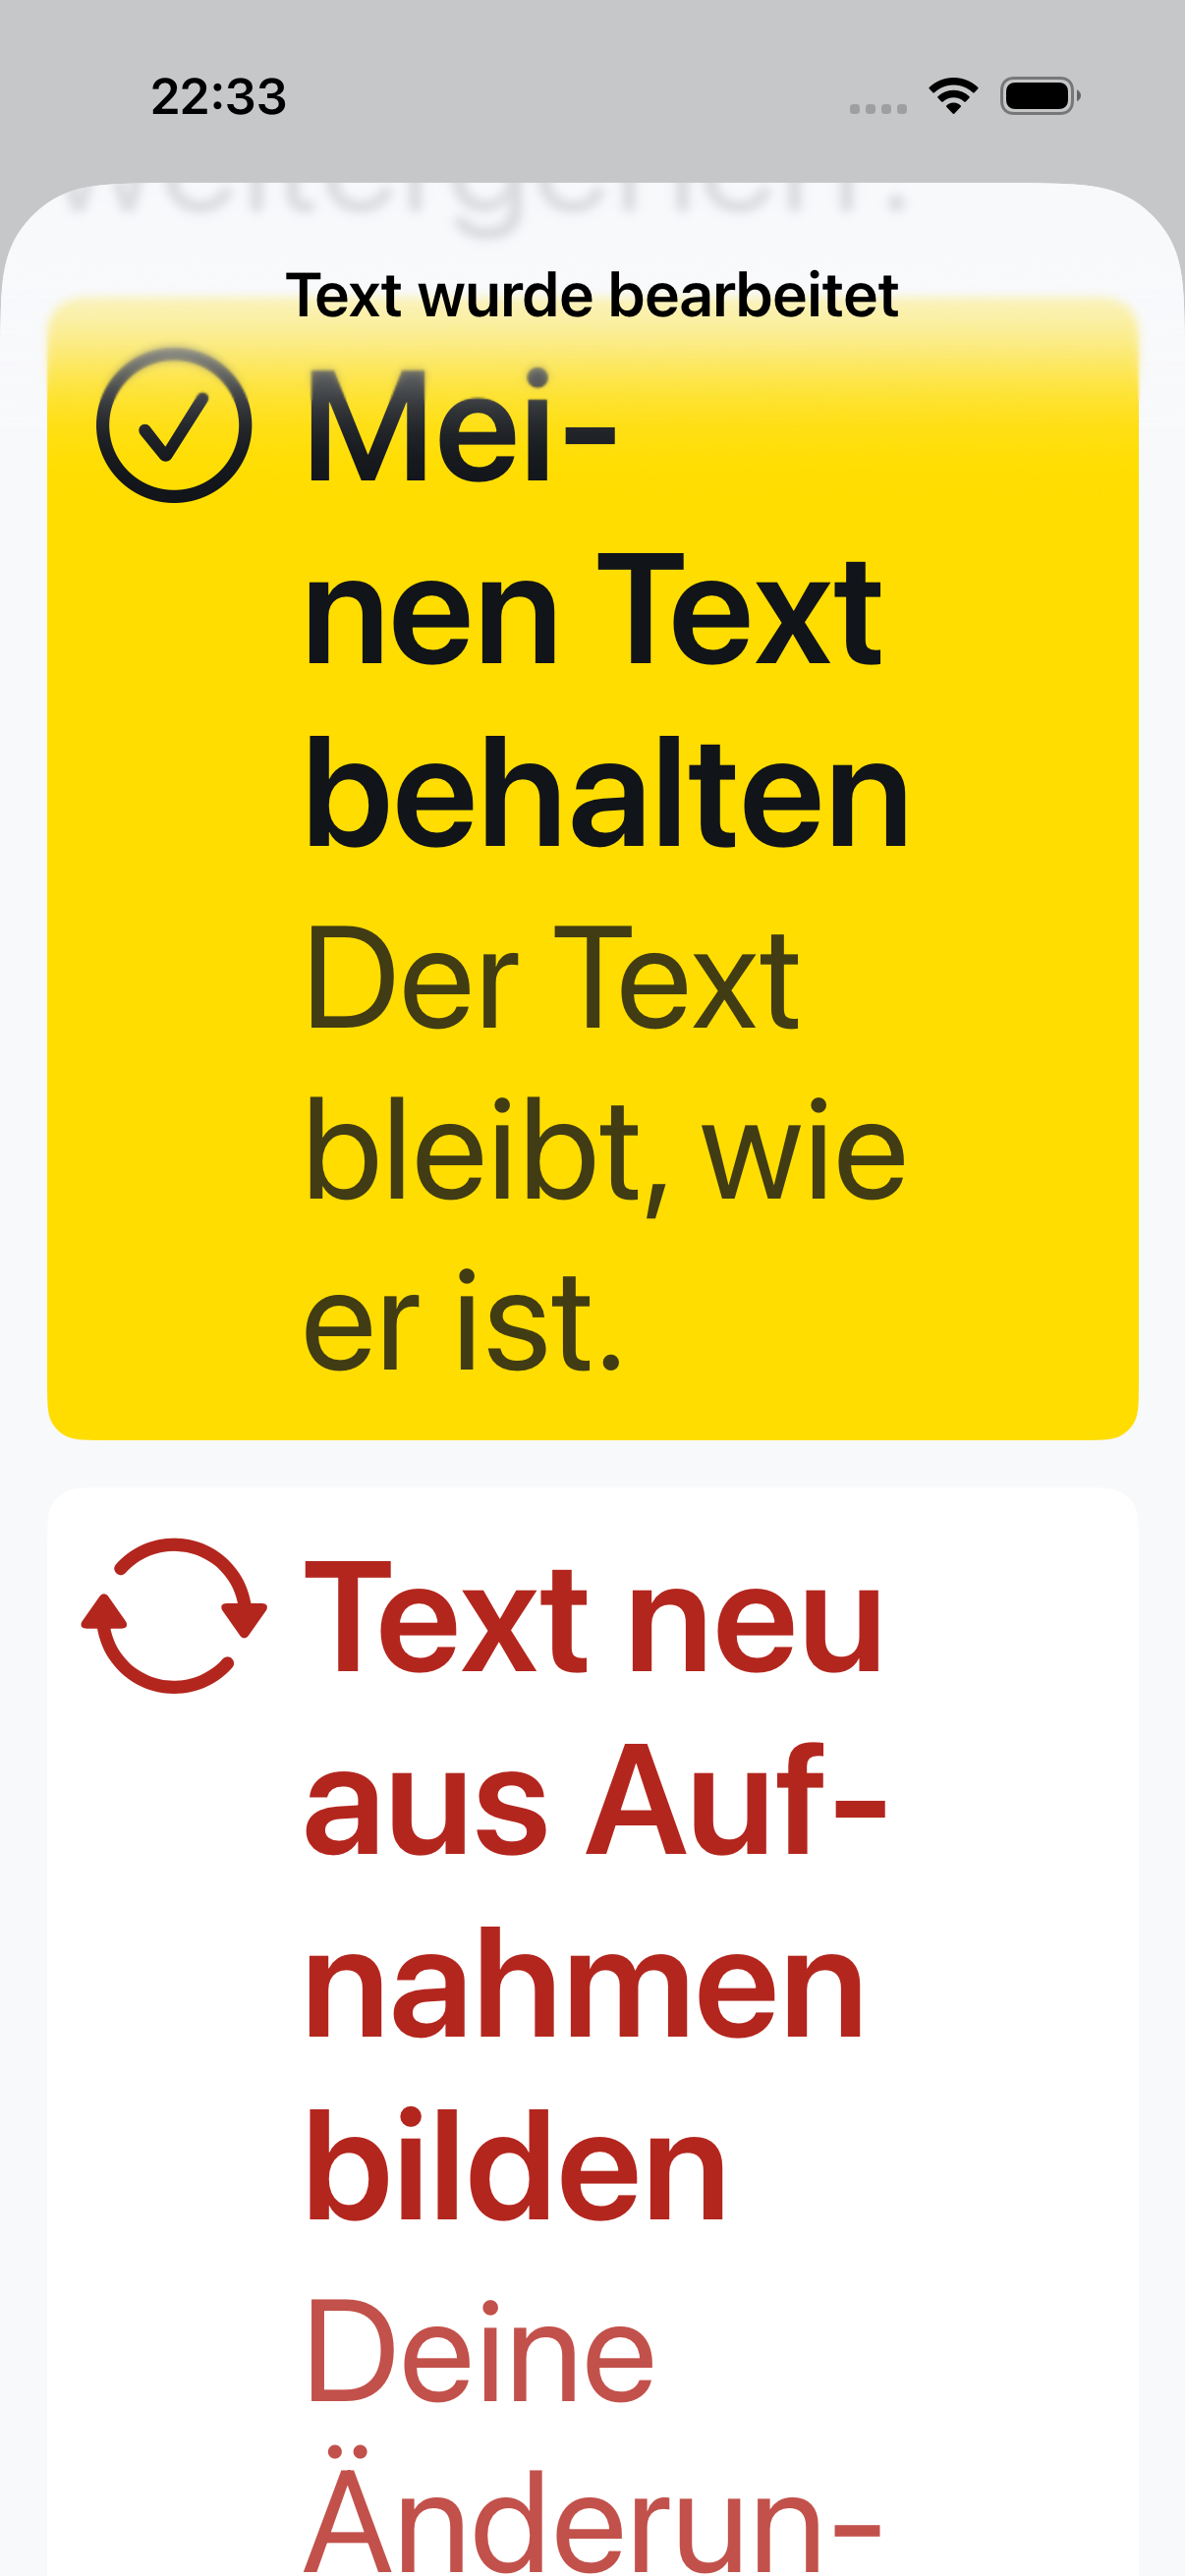 22:33
weitergehen?
Text wurde bearbeitet
Mei-
nen Text
behalten
Der Text
bleibt, wie
er ist.
Text neu
aus Auf-
nahmen
bilden
Deine
Änderun-